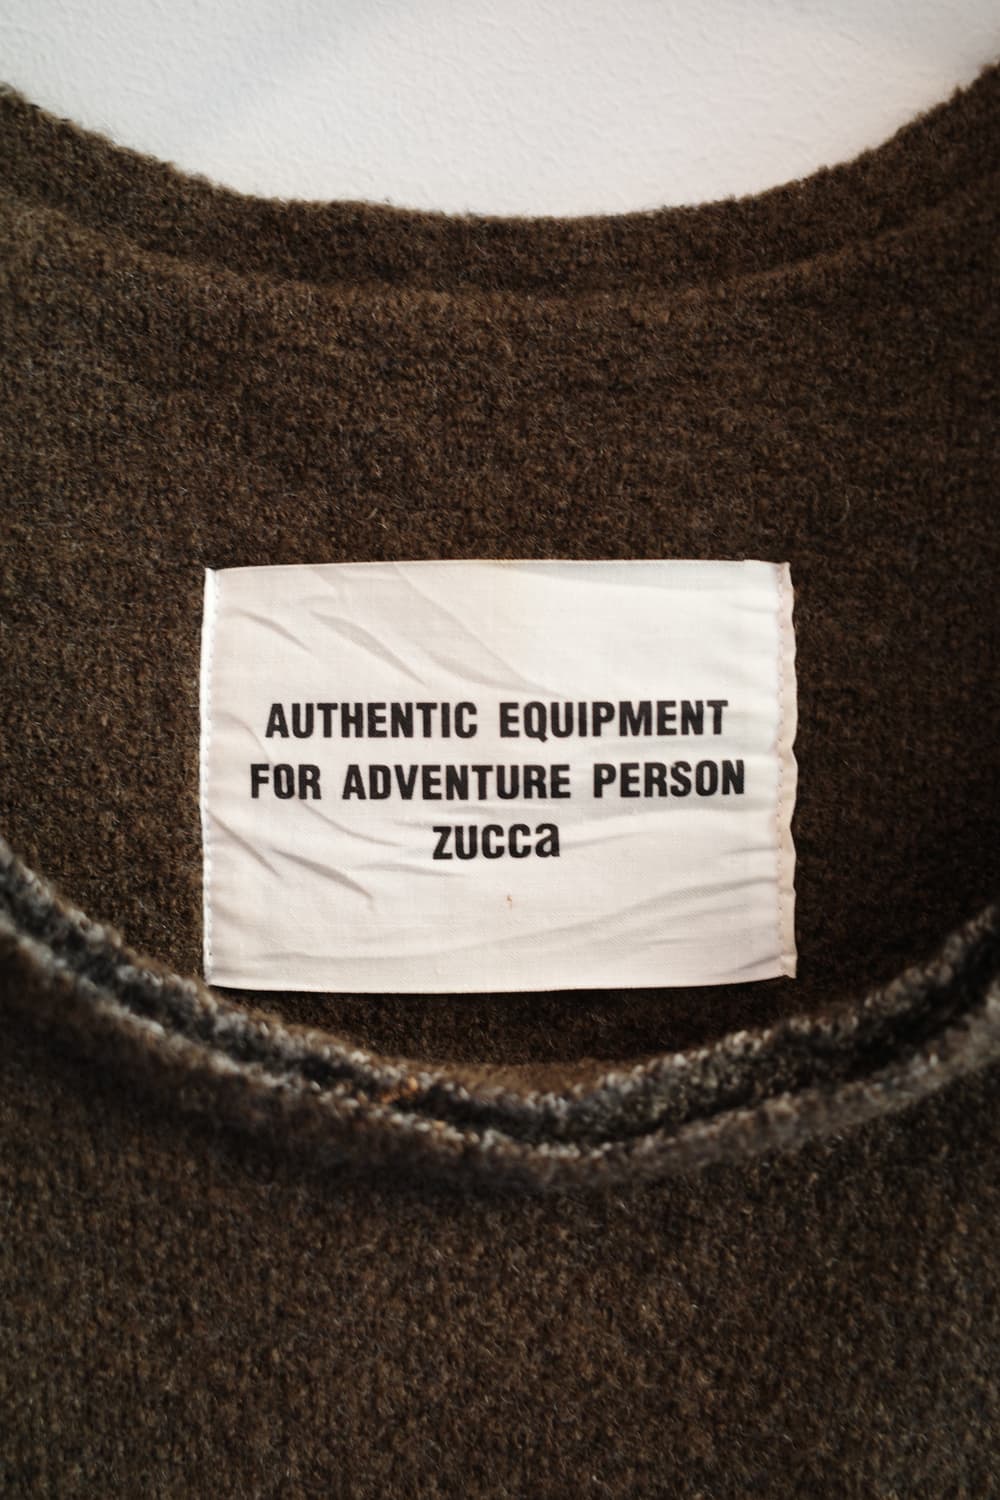 AUTHENTIC EQUIPMENT
FOR ADVENTURE PERSON
ZUCCa